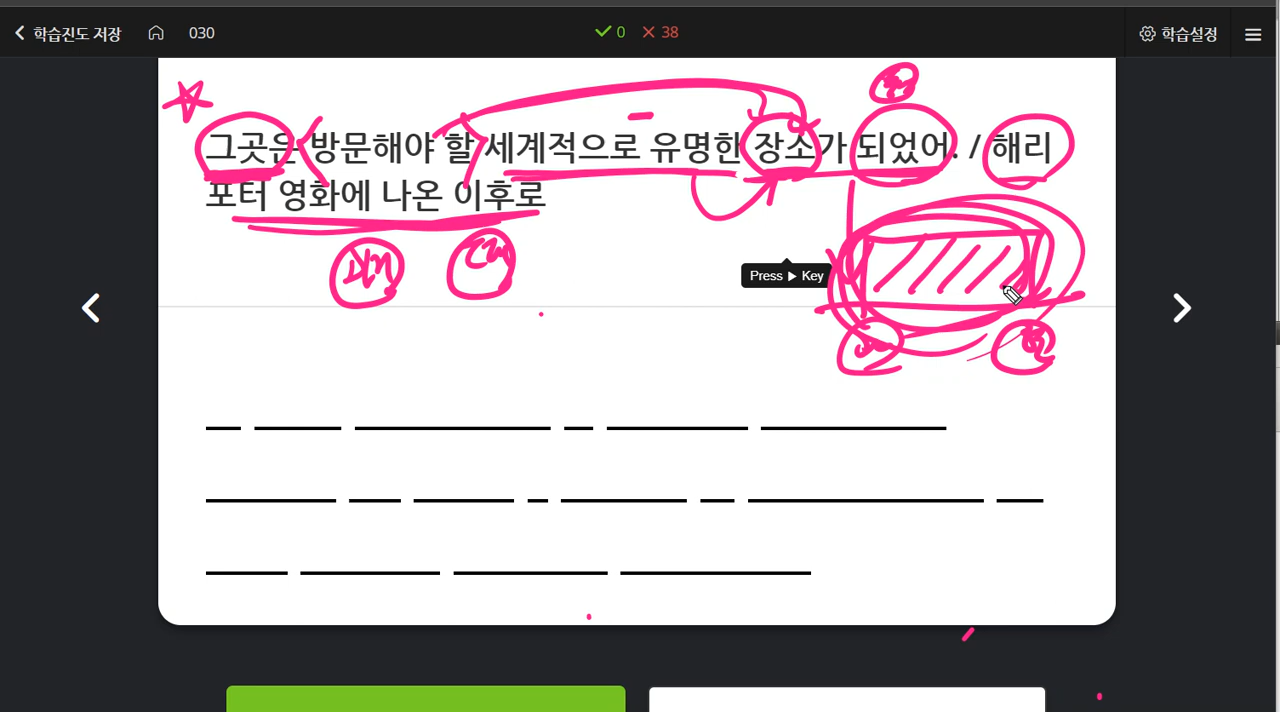 학습진도 저장 030 0 38 학습설정
그곳은 방문해야 할 세계적으로 유명한 장소가 되었어. / 해리
포터 영화에 나온 이후로
Press ▶ Key